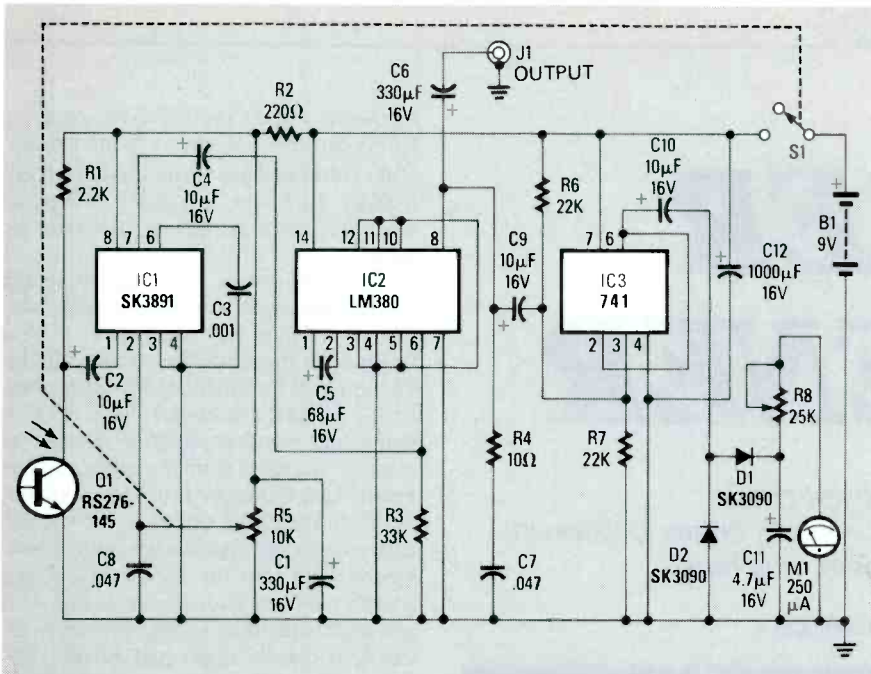 C6
330µF
16V
J1
OUTPUT
R2
220Ω
S1
R1
2.2K
C4
10µF
16V
R6
22K
C10
10µF
16V
B1
9V
8 7 6
IC1
SK3891
1 2 3 4
C3
.001
14 12 11 10 8
IC2
LM380
1 2 3 4 5 6 7
C9
10µF
16V
7 6
IC3
741
2 3 4
C12
1000µF
16V
C2
10µF
16V
C5
.68µF
16V
R8
25K
Q1
RS276-
145
R5
10K
R3
33K
R4
10Ω
R7
22K
D1
SK3090
C8
.047
C1
330µF
16V
C7
.047
D2
SK3090
C11
4.7µF
16V
M1
250
µA